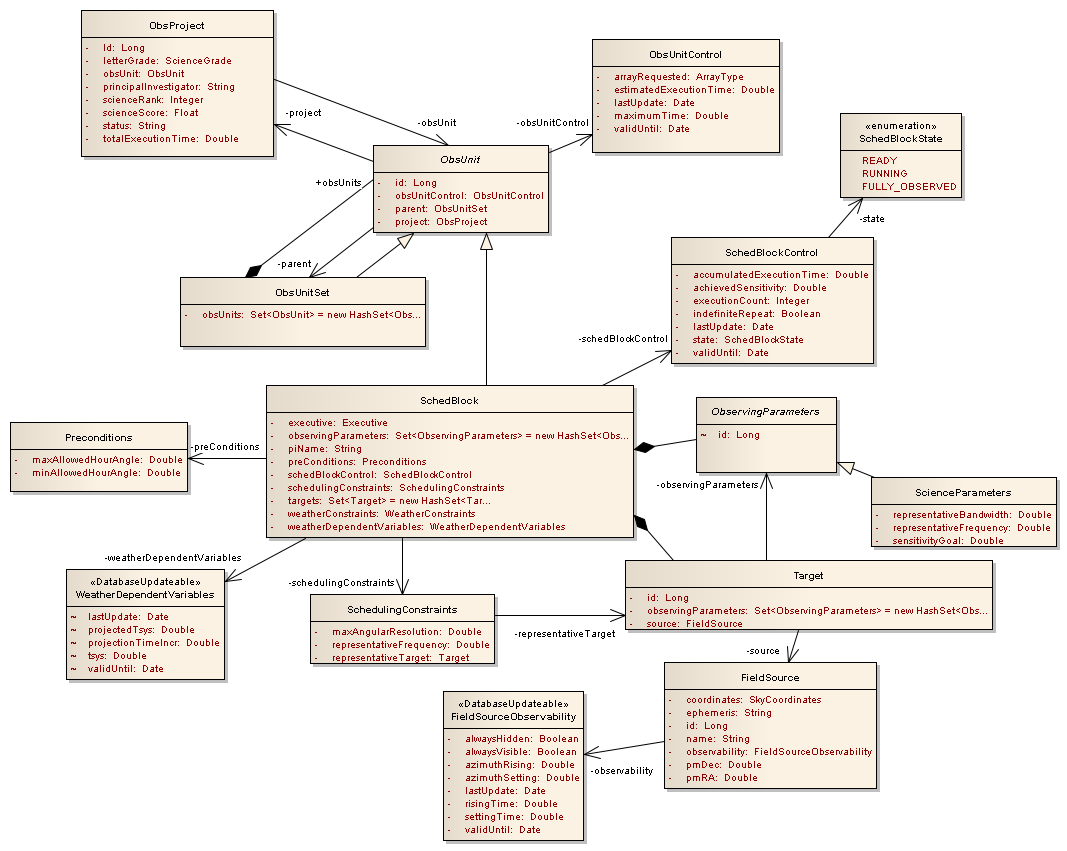 ObsProject
- Id: Long
- letterGrade: ScienceGrade
- obsUnit: ObsUnit
- principalInvestigator: String
- scienceRank: Integer
- scienceScore: Float
- status: String
- totalExecutionTime: Double
ObsUnitControl
- arrayRequested: ArrayType
- estimatedExecutionTime: Double
- lastUpdate: Date
- maximumTime: Double
- validUntil: Date
-project
-obsUnit
-obsUnitControl
«enumeration»
SchedBlockState
READY
RUNNING
FULLY_OBSERVED
ObsUnit
- id: Long
- obsUnitControl: ObsUnitControl
- parent: ObsUnitSet
- project: ObsProject
+obsUnits
-parent
-state
ObsUnitSet
- obsUnits: Set<ObsUnit> = new HashSet<Obs...
SchedBlockControl
- accumulatedExecutionTime: Double
- achievedSensitivity: Double
- executionCount: Integer
- indefiniteRepeat: Boolean
- lastUpdate: Date
- state: SchedBlockState
- validUntil: Date
-schedBlockControl
SchedBlock
- executive: Executive
- observingParameters: Set<ObservingParameters> = new HashSet<Obs...
- piName: String
- preConditions: Preconditions
- schedBlockControl: SchedBlockControl
- schedulingConstraints: SchedulingConstraints
- targets: Set<Target> = new HashSet<Tar...
- weatherConstraints: WeatherConstraints
- weatherDependentVariables: WeatherDependentVariables
ObservingParameters
~ id: Long
Preconditions
- maxAllowedHourAngle: Double
- minAllowedHourAngle: Double
-preConditions
-observingParameters
ScienceParameters
- representativeBandwidth: Double
- representativeFrequency: Double
- sensitivityGoal: Double
-weatherDependentVariables
-schedulingConstraints
«DatabaseUpdateable»
WeatherDependentVariables
~ lastUpdate: Date
~ projectedTsys: Double
~ projectionTimeIncr: Double
~ tsys: Double
~ validUntil: Date
SchedulingConstraints
- maxAngularResolution: Double
- representativeFrequency: Double
- representativeTarget: Target
-representativeTarget
Target
- id: Long
- observingParameters: Set<ObservingParameters> = new HashSet<Obs...
- source: FieldSource
-source
FieldSource
- coordinates: SkyCoordinates
- ephemeris: String
- id: Long
- name: String
- observability: FieldSourceObservability
- pmDec: Double
- pmRA: Double
-observability
«DatabaseUpdateable»
FieldSourceObservability
- alwaysHidden: Boolean
- alwaysVisible: Boolean
- azimuthRising: Double
- azimuthSetting: Double
- lastUpdate: Date
- risingTime: Double
- settingTime: Double
- validUntil: Date